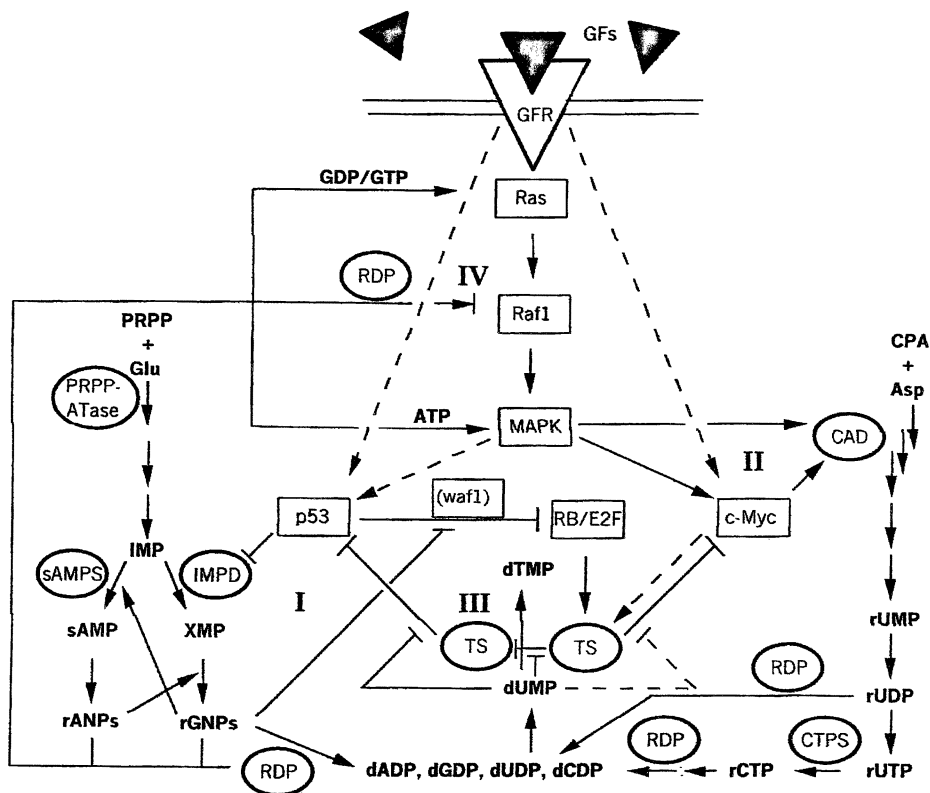 GFs
GFR
GDP/GTP
Ras
RDP
IV
Raf1
PRPP
+
Glu
PRPP-
ATase
CPA
+
Asp
ATP
MAPK
CAD
II
(waf1)
p53
RB/E2F
c-Myc
IMP
sAMPS
IMPD
dTMP
I
III
sAMP
XMP
TS
TS
rUMP
RDP
dUMP
rUDP
rANPs
rGNPs
RDP
CTPS
RDP
dADP, dGDP, dUDP, dCDP
rCTP
rUTP